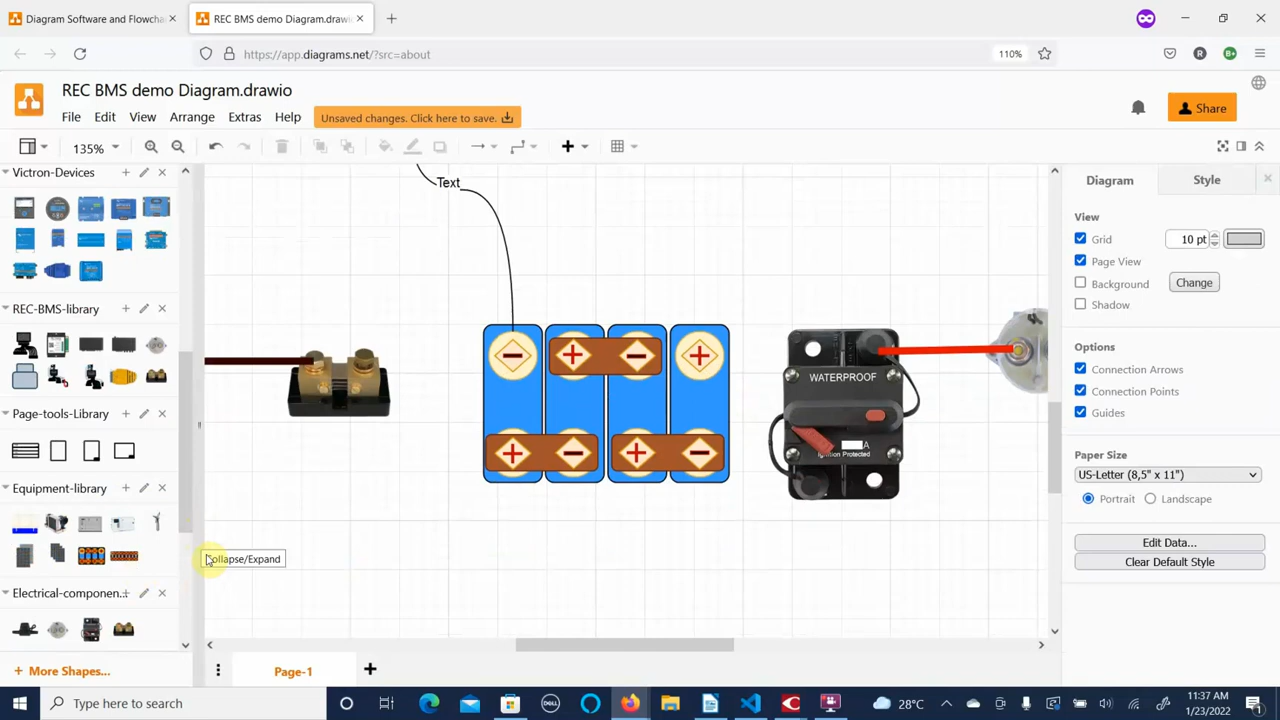 Diagram Software and Flowcha
REC BMS demo Diagram.drawi
https://app.diagrams.net/?src=about
110%
REC BMS demo Diagram.drawio
Share
File Edit View Arrange Extras Help
Unsaved changes. Click here to save.
135%
Victron-Devices
REC-BMS-library
Page-tools-Library
Equipment-library
Collapse/Expand
Electrical-componen...
More Shapes...
Text
WATERPROOF
A
Ignition Protected
Page-1
Diagram
Style
View
Grid
10 pt
Page View
Background
Change
Shadow
Options
Connection Arrows
Connection Points
Guides
Paper Size
US-Letter (8,5" x 11")
Portrait
Landscape
Edit Data...
Clear Default Style
Type here to search
28°C
11:37 AM
1/23/2022